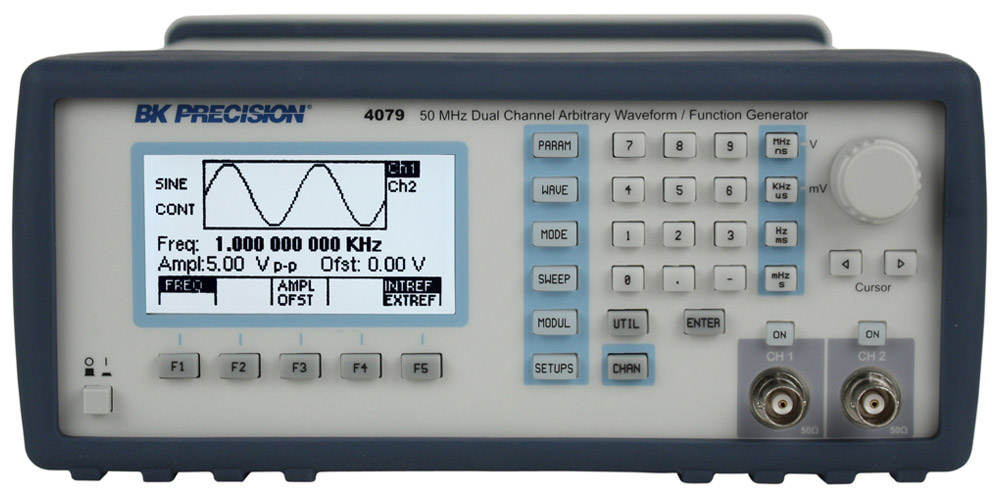 BK PRECISION®
4079 50 MHz Dual Channel Arbitrary Waveform / Function Generator
SINE
CONT
Ch1
Ch2
Freq: 1.000 000 000 KHz
Ampl:5.00 V p-p Ofst: 0.00 V
FREQ AMPL INTREF
OFST EXTREF
F1 F2 F3 F4 F5
O I
PARAM 7 8 9 MHz ns V
WAVE 4 5 6 KHz us mV
MODE 1 2 3 Hz ms
SWEEP 0 . - mHz s
MODUL UTIL ENTER
SETUPS CHAN
Cursor
ON ON
CH 1 CH 2
50Ω 50Ω